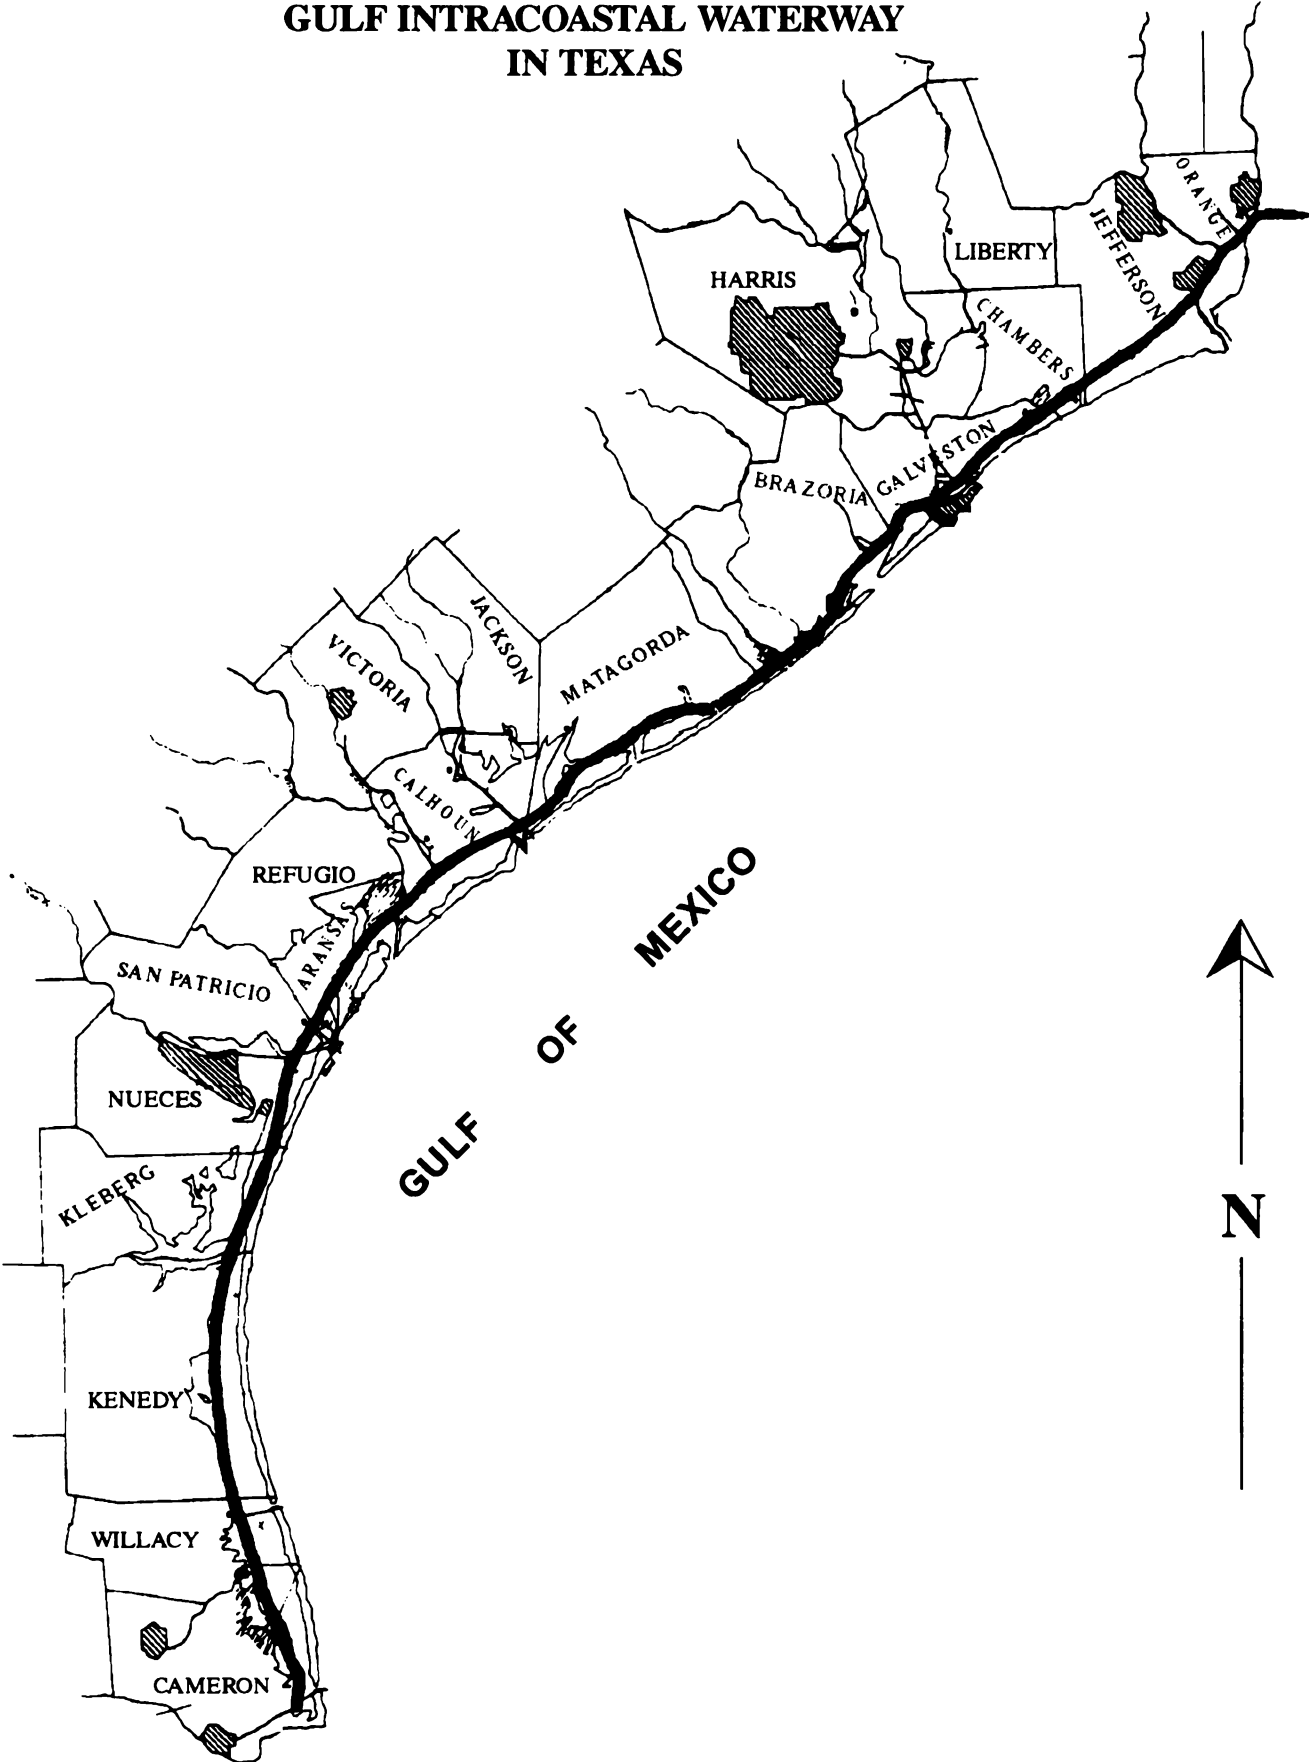 GULF INTRACOASTAL WATERWAY
IN TEXAS
ORANGE
JEFFERSON
LIBERTY
HARRIS
CHAMBERS
GALVESTON
BRAZORIA
JACKSON
MATAGORDA
VICTORIA
CALHOUN
REFUGIO
ARANSAS
SAN PATRICIO
NUECES
KLEBERG
KENEDY
WILLACY
CAMERON
GULF OF MEXICO
N